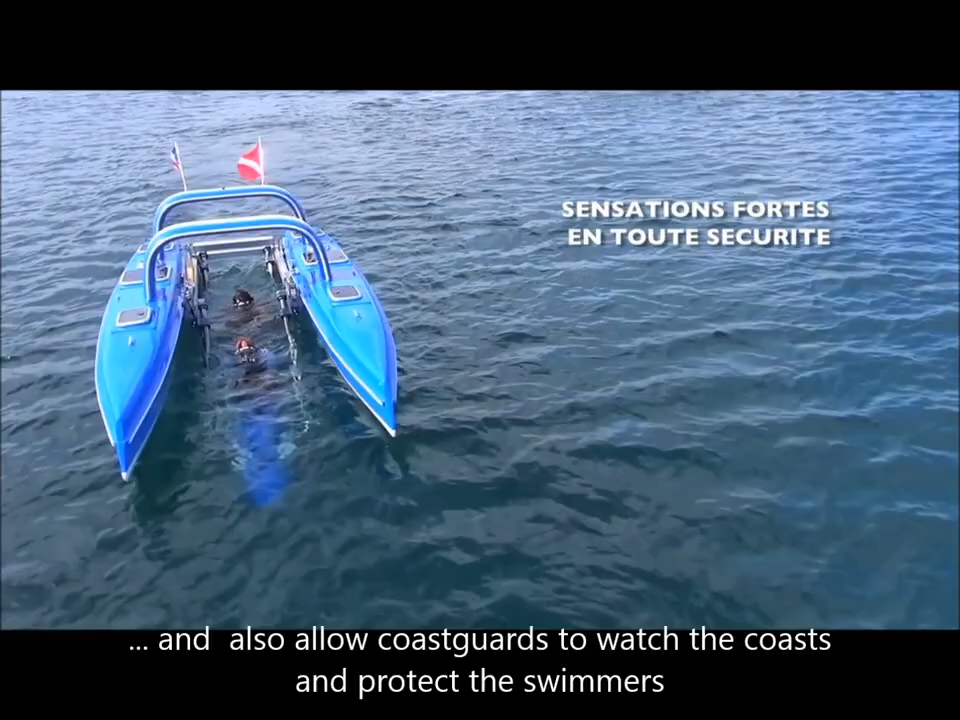 SENSATIONS FORTES
EN TOUTE SECURITE
... and  also allow coastguards to watch the coasts
and protect the swimmers